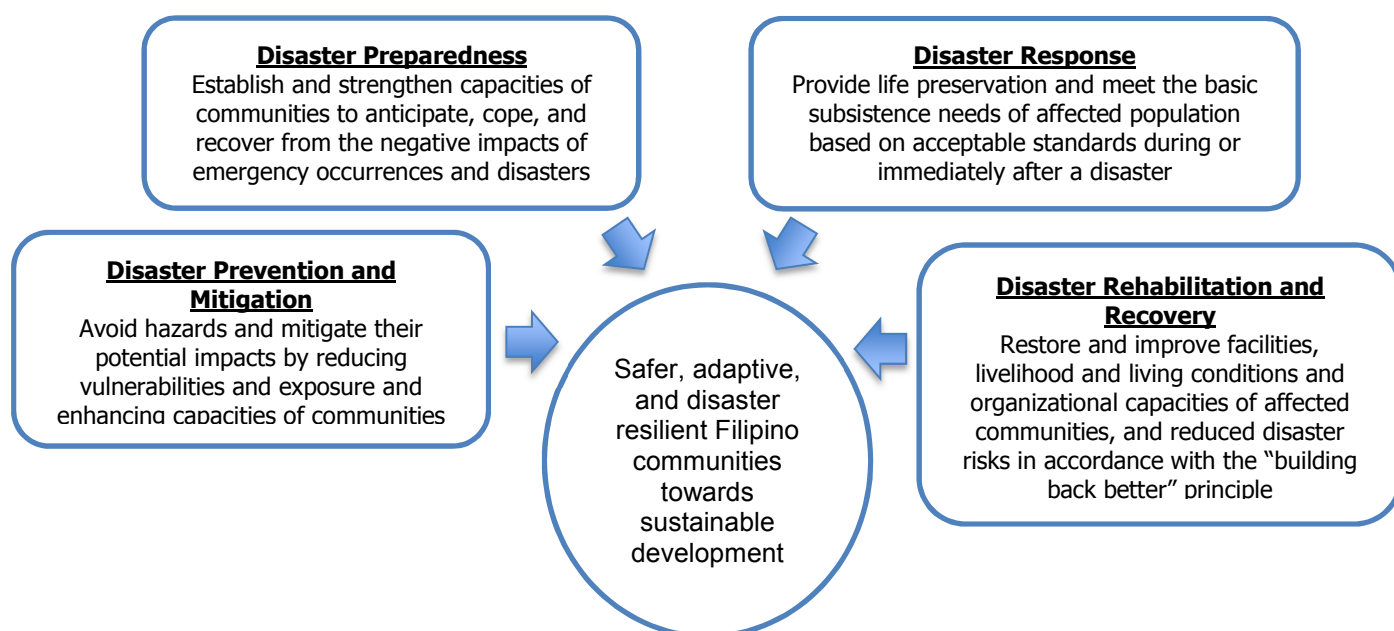 Disaster Preparedness
Establish and strengthen capacities of
communities to anticipate, cope, and
recover from the negative impacts of
emergency occurrences and disasters
Disaster Response
Provide life preservation and meet the basic
subsistence needs of affected population
based on acceptable standards during or
immediately after a disaster
Disaster Prevention and
Mitigation
Avoid hazards and mitigate their
potential impacts by reducing
vulnerabilities and exposure and
enhancing capacities of communities
Disaster Rehabilitation and
Recovery
Restore and improve facilities,
livelihood and living conditions and
organizational capacities of affected
communities, and reduced disaster
risks in accordance with the “building
back better” principle
Safer, adaptive,
and disaster
resilient Filipino
communities
towards
sustainable
development